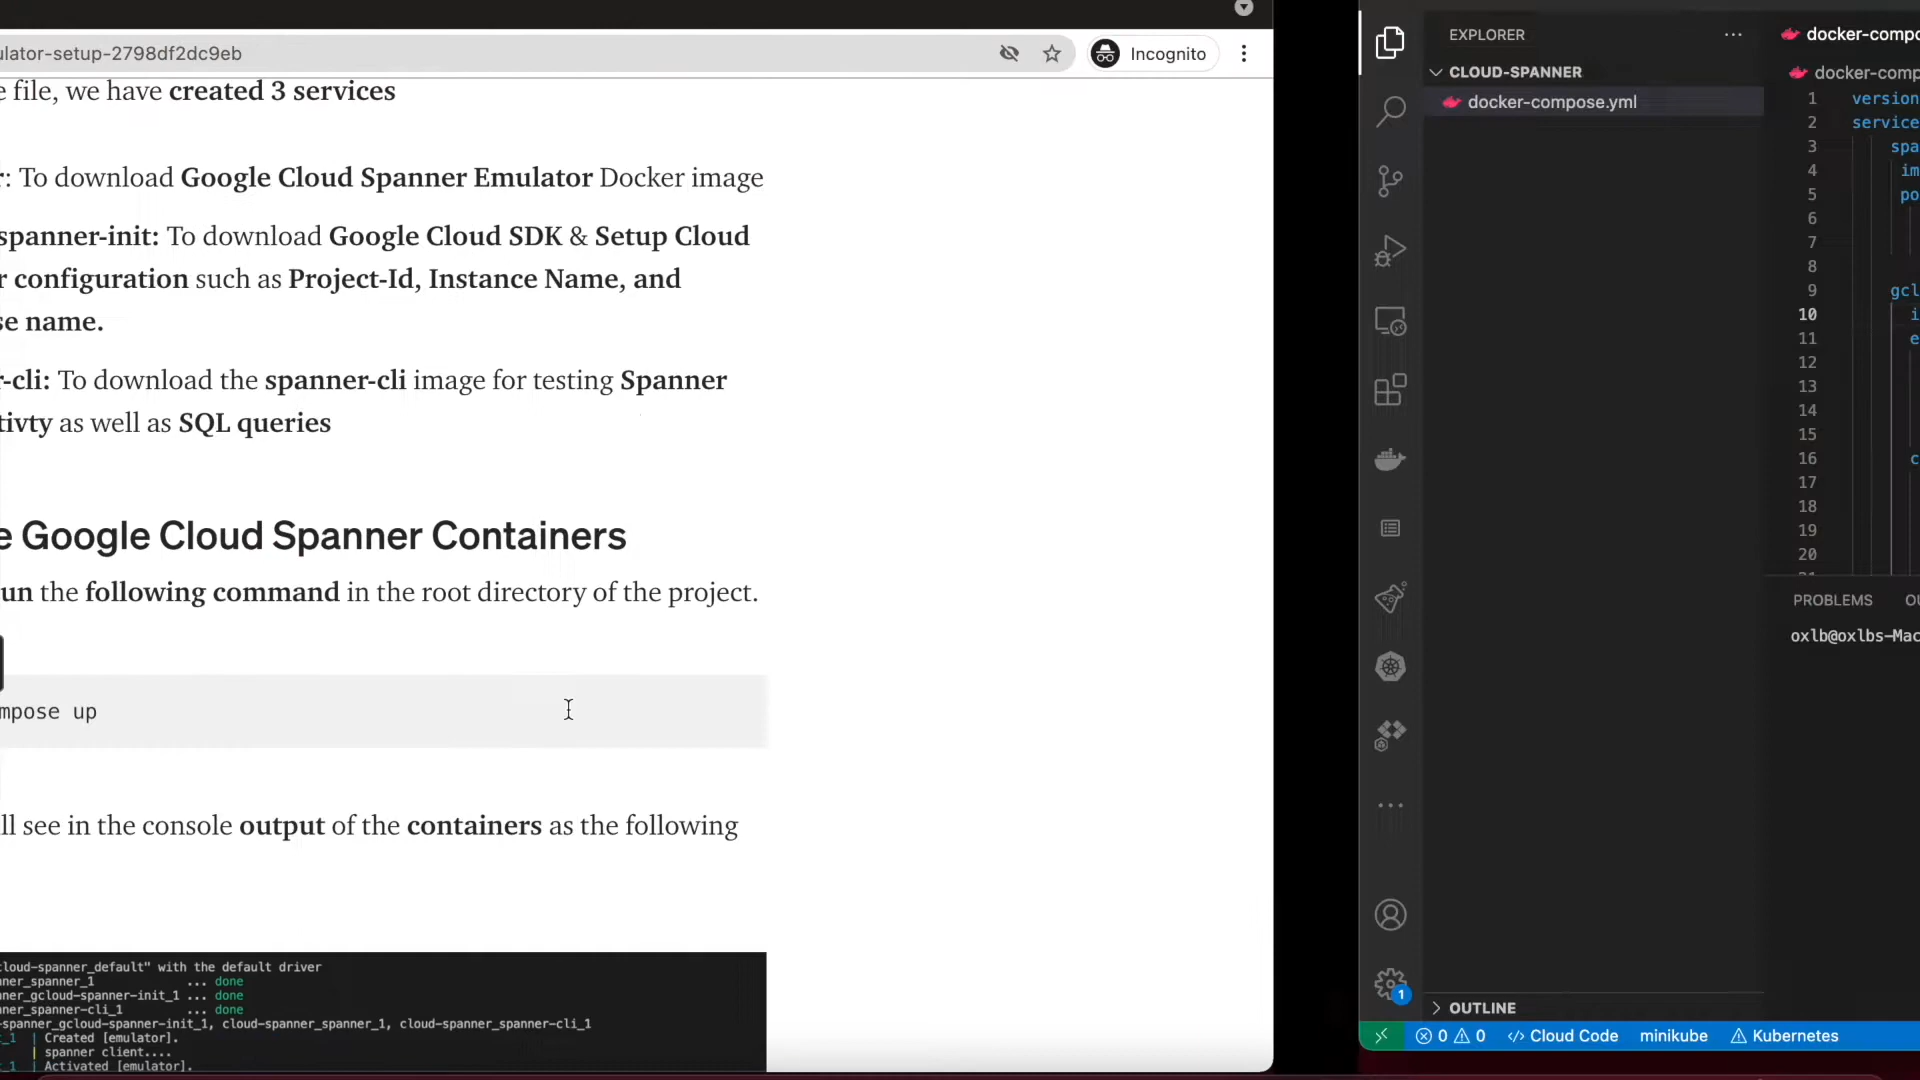 ulator-setup-2798df2dc9eb
Incognito
e file, we have created 3 services
r: To download Google Cloud Spanner Emulator Docker image
spanner-init: To download Google Cloud SDK & Setup Cloud
r configuration such as Project-Id, Instance Name, and
se name.
r-cli: To download the spanner-cli image for testing Spanner
tivty as well as SQL queries
e Google Cloud Spanner Containers
un the following command in the root directory of the project.
mpose up
ll see in the console output of the containers as the following
cloud-spanner_default" with the default driver
nner_spanner_1 ... done
nner_gcloud-spanner-init_1 ... done
nner_spanner-cli_1 ... done
-spanner_gcloud-spanner-init_1, cloud-spanner_spanner_1, cloud-spanner_spanner-cli_1
t_1 | Created [emulator].
| spanner client....
t_1 | Activated [emulator].
EXPLORER
CLOUD-SPANNER
docker-compose.yml
OUTLINE
docker-compo
docker-comp
1 version
2 service
3 spa
4 im
5 po
6
7
8
9 gcl
10 i
11 e
12
13
14
15
16 c
17
18
19
20
PROBLEMS OU
oxlb@oxlbs-Mac
1
0 0 Cloud Code minikube Kubernetes